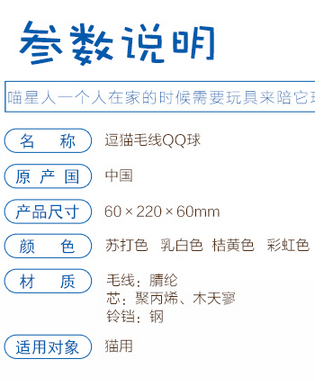 参数说明
喵星人一个人在家的时候需要玩具来陪它
名 称 逗猫毛线QQ球
原 产 国 中国
产品尺寸 60×220×60mm
颜 色 苏打色 乳白色 桔黄色 彩虹色
材 质 毛线：腈纶
芯：聚丙烯、木天寥
铃铛：钢
适用对象 猫用